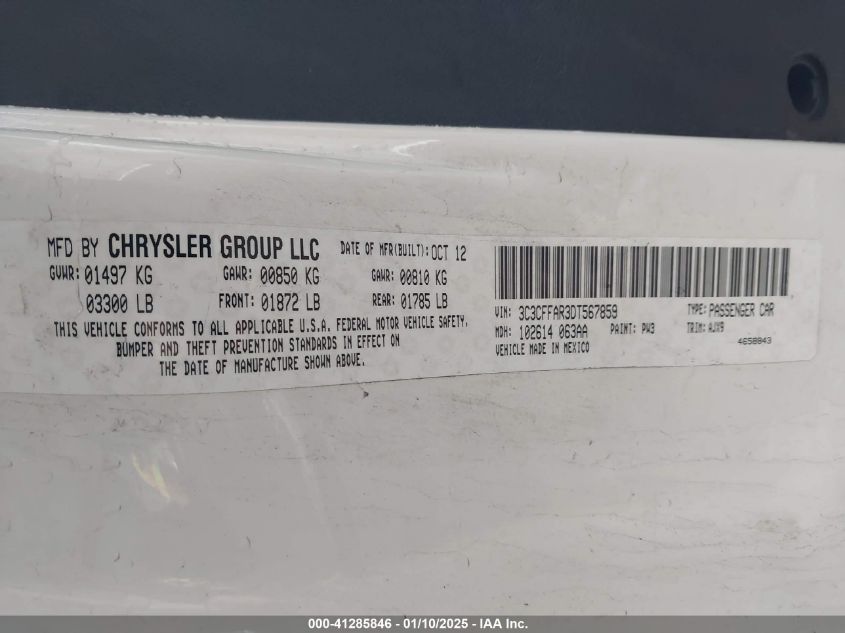 MFD BY CHRYSLER GROUP LLC DATE OF MFR(BUILT): OCT 12
GVWR: 01497 KG GAWR: 00850 KG GAWR: 00810 KG
03300 LB FRONT: 01872 LB REAR: 01785 LB
THIS VEHICLE CONFORMS TO ALL APPLICABLE U.S.A. FEDERAL MOTOR VEHICLE SAFETY,
BUMPER AND THEFT PREVENTION STANDARDS IN EFFECT ON
THE DATE OF MANUFACTURE SHOWN ABOVE.
VIN: 3C3CFFAR3DT567859 TYPE: PASSENGER CAR
MDH: 102614 063AA PAINT: PW3 TRIM: AJX9
VEHICLE MADE IN MEXICO 4658843
000-41285846 - 01/10/2025 - IAA Inc.